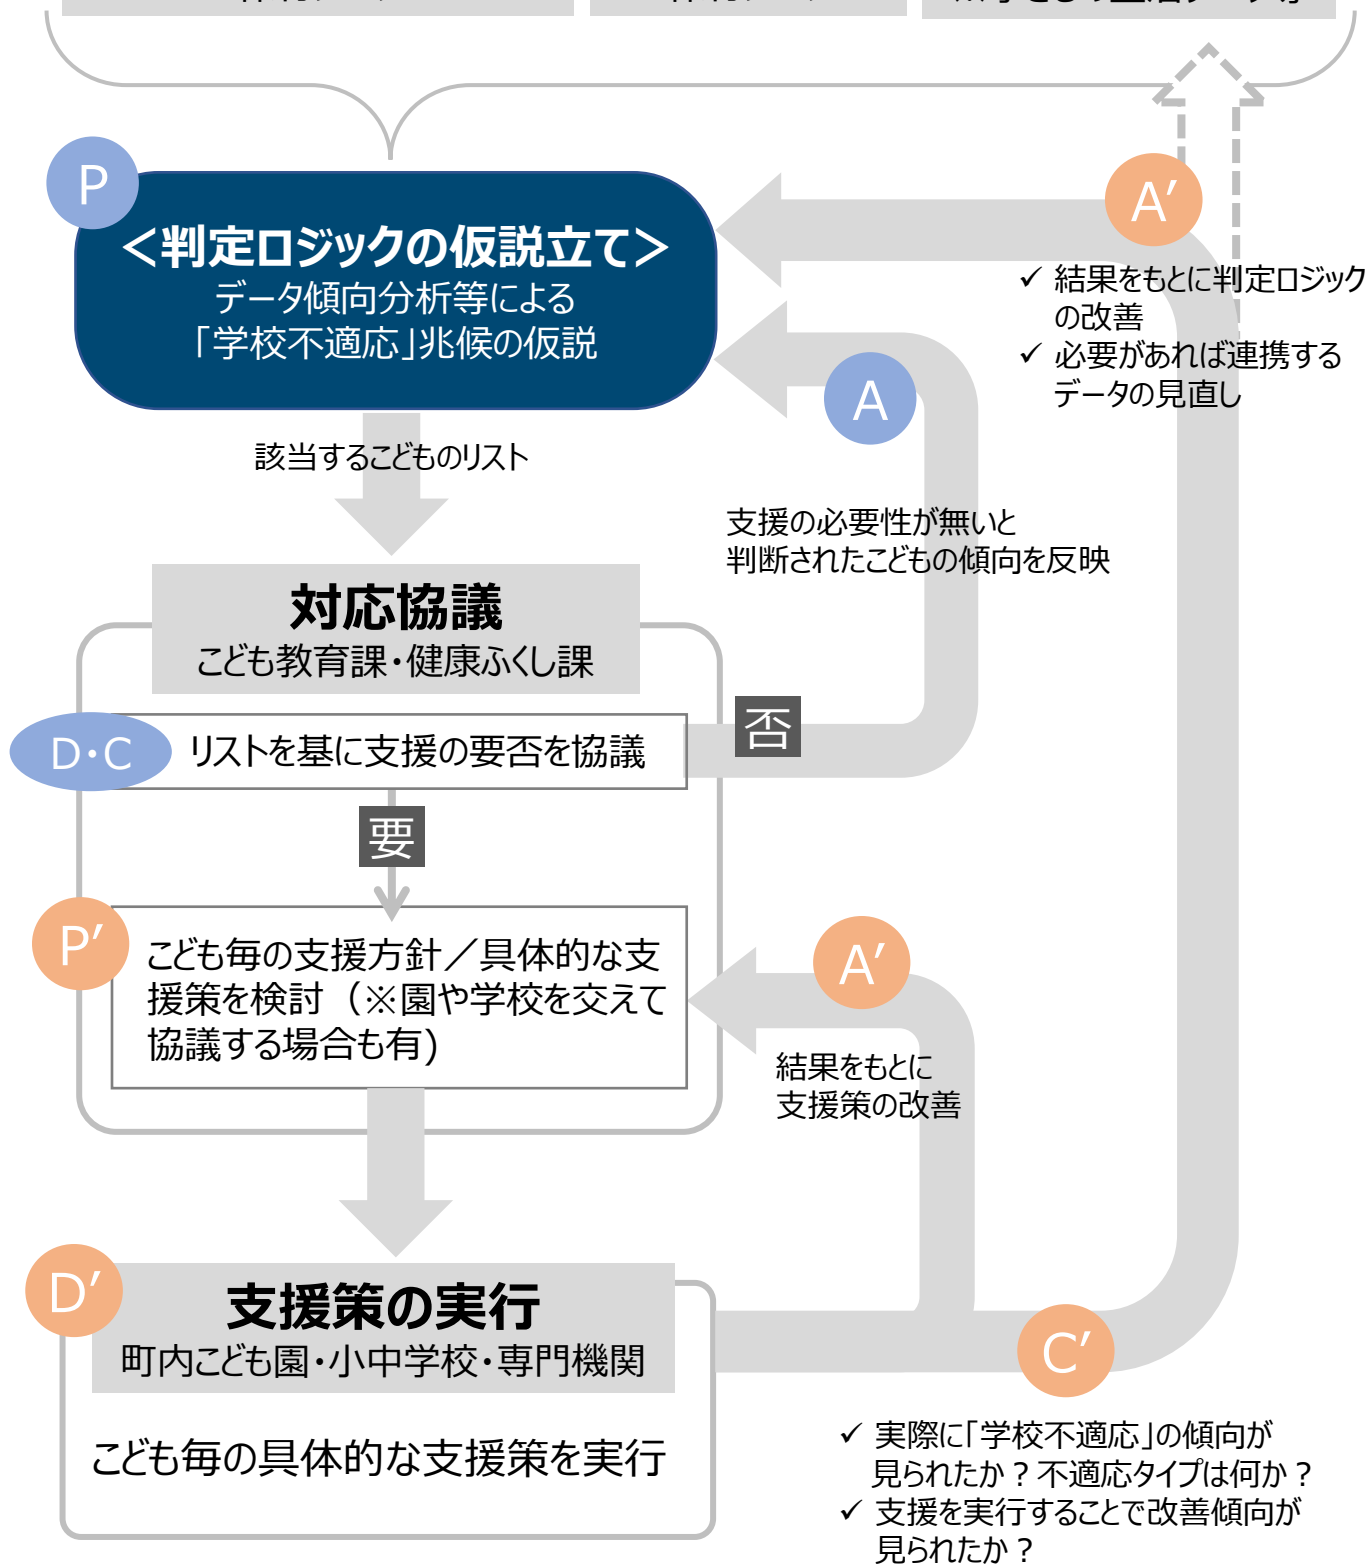 P
A′
＜判定ロジックの仮説立て＞
データ傾向分析等による
「学校不適応」兆候の仮説
✓ 結果をもとに判定ロジック
の改善
✓ 必要があれば連携する
データの見直し
A
該当するこどものリスト
支援の必要性が無いと
判断されたこどもの傾向を反映
対応協議
こども教育課・健康ふくし課
D・C
リストを基に支援の要否を協議
否
要
P′
こども毎の支援方針／具体的な支
援策を検討（※園や学校を交えて
協議する場合も有)
A′
結果をもとに
支援策の改善
D′
支援策の実行
町内こども園・小中学校・専門機関
こども毎の具体的な支援策を実行
C′
✓ 実際に「学校不適応」の傾向が
見られたか？不適応タイプは何か？
✓ 支援を実行することで改善傾向が
見られたか？